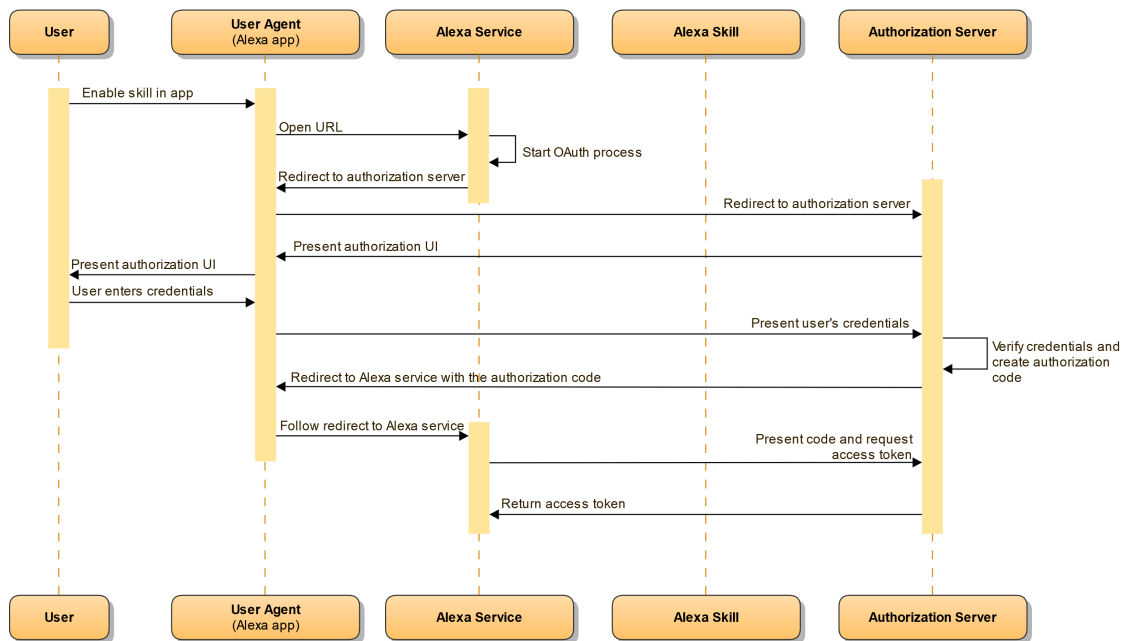 User
User Agent
(Alexa app)
Alexa Service
Alexa Skill
Authorization Server
Enable skill in app
Open URL
Start OAuth process
Redirect to authorization server
Redirect to authorization server
Present authorization UI
Present authorization UI
User enters credentials
Present user's credentials
Verify credentials and
create authorization
code
Redirect to Alexa service with the authorization code
Follow redirect to Alexa service
Present code and request
access token
Return access token
User
User Agent
(Alexa app)
Alexa Service
Alexa Skill
Authorization Server